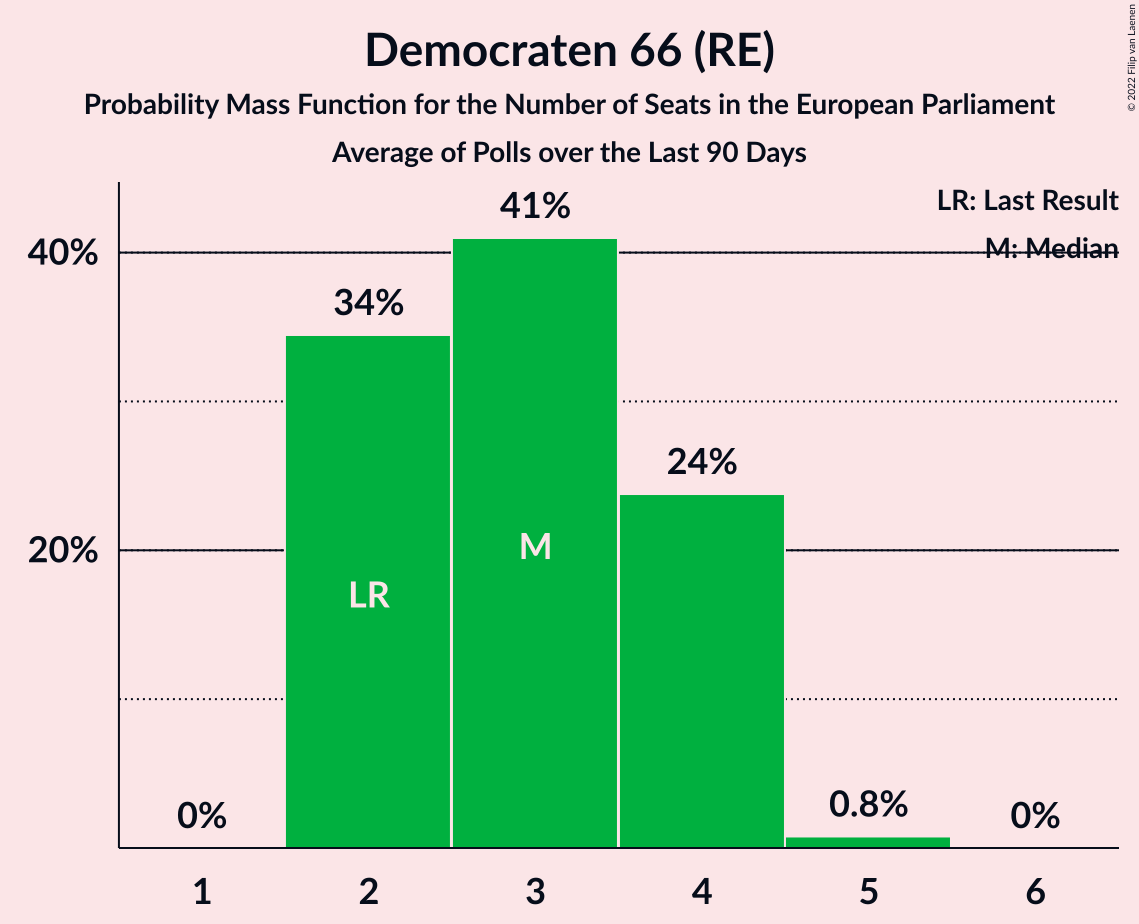 Democraten 66 (RE)
Probability Mass Function for the Number of Seats in the European Parliament
Average of Polls over the Last 90 Days
© 2022 Filip van Laenen
LR: Last Result
M: Median
41%
40%
34%
24%
20%
M
LR
0%
0.8%
0%
1 2 3 4 5 6